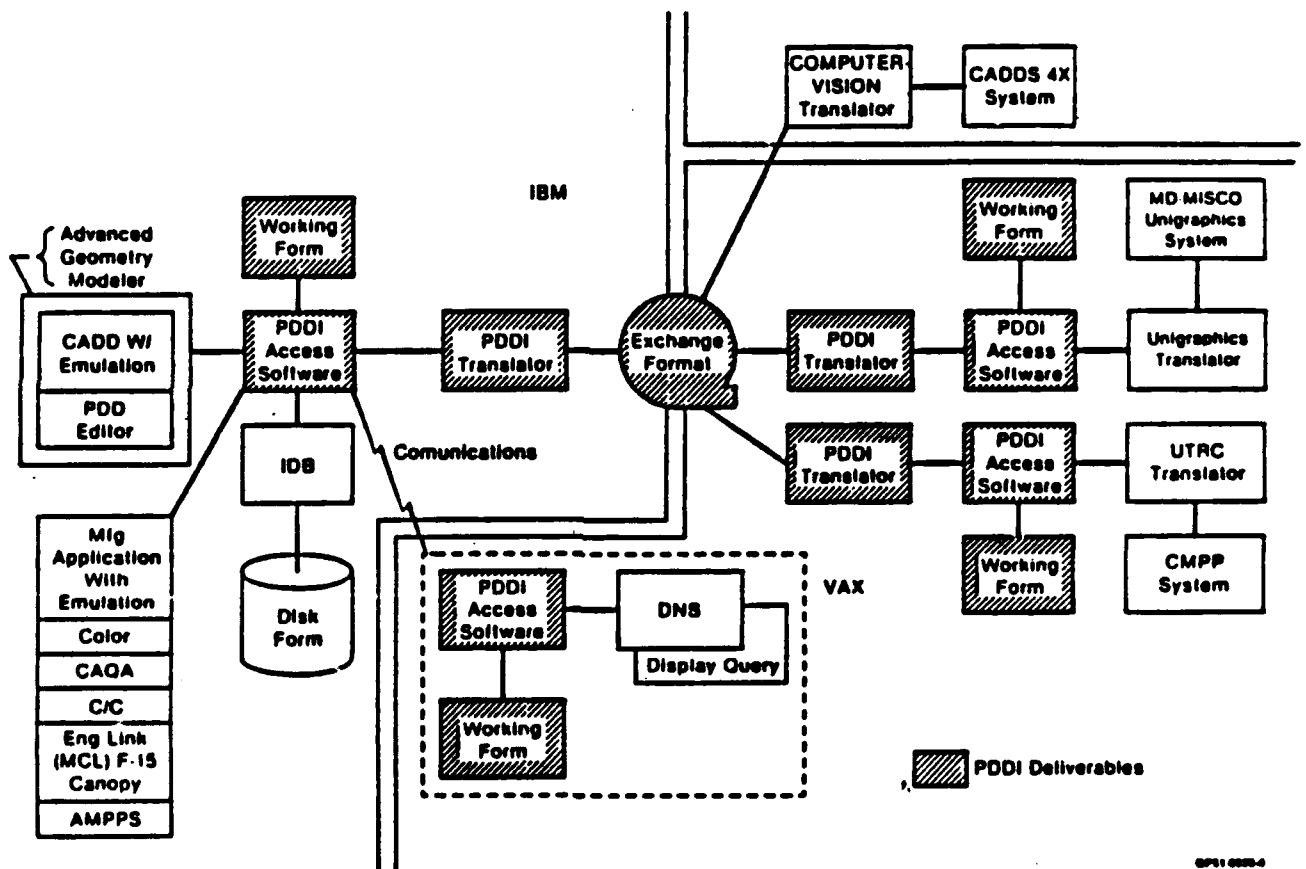 COMPUTER
VISION
Translator
CADDS 4X
System
IBM
Working
Form
Advanced
Geometry
Modeler
CADD W/
Emulation
PDD
Editor
PDDI
Access
Software
PDDI
Translator
Exchange
Format
PDDI
Translator
Working
Form
PDDI
Access
Software
MD-MISCO
Unigraphics
System
Unigraphics
Translator
IDB
Disk
Form
Comunications
PDDI
Translator
PDDI
Access
Software
UTRC
Translator
Working
Form
CMPP
System
Mfg
Application
With
Emulation
Color
CAQA
C/C
Eng Link
(MCL) F-15
Canopy
AMPPS
PDDI
Access
Software
DNS
Display Query
Working
Form
VAX
PDDI Deliverables